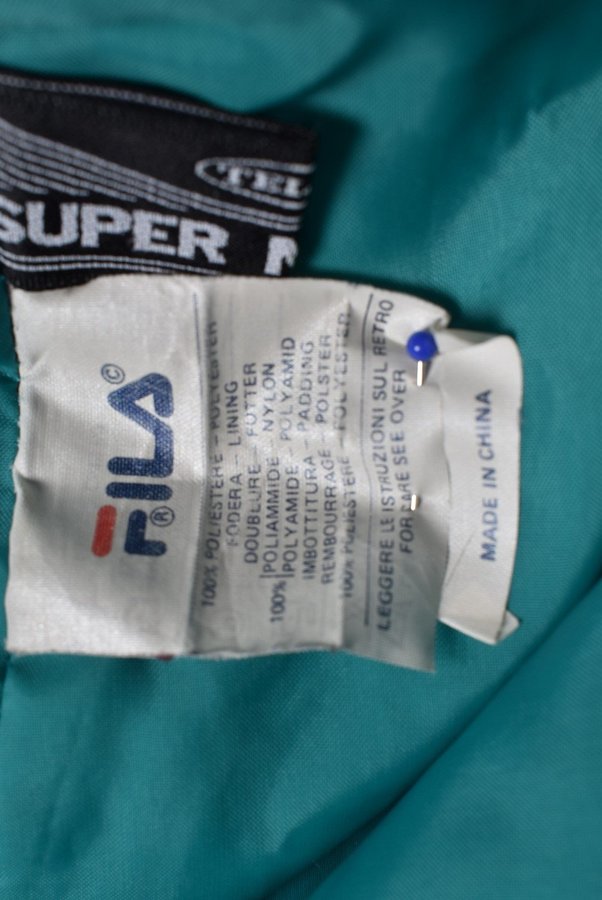 TEL
SUPER
FILA ©
®
100% POLIESTERE - POLYESTER
FODERA - LINING
DOUBLURE - FUTTER
POLIAMMIDE - NYLON
100% POLYAMIDE - POLYAMID
IMBOTTITURA - PADDING
REMBOURRAGE - POLSTER
100% POLIESTERE - POLYESTER
LEGGERE LE ISTRUZIONI SUL RETRO
FOR CARE SEE OVER
MADE IN CHINA